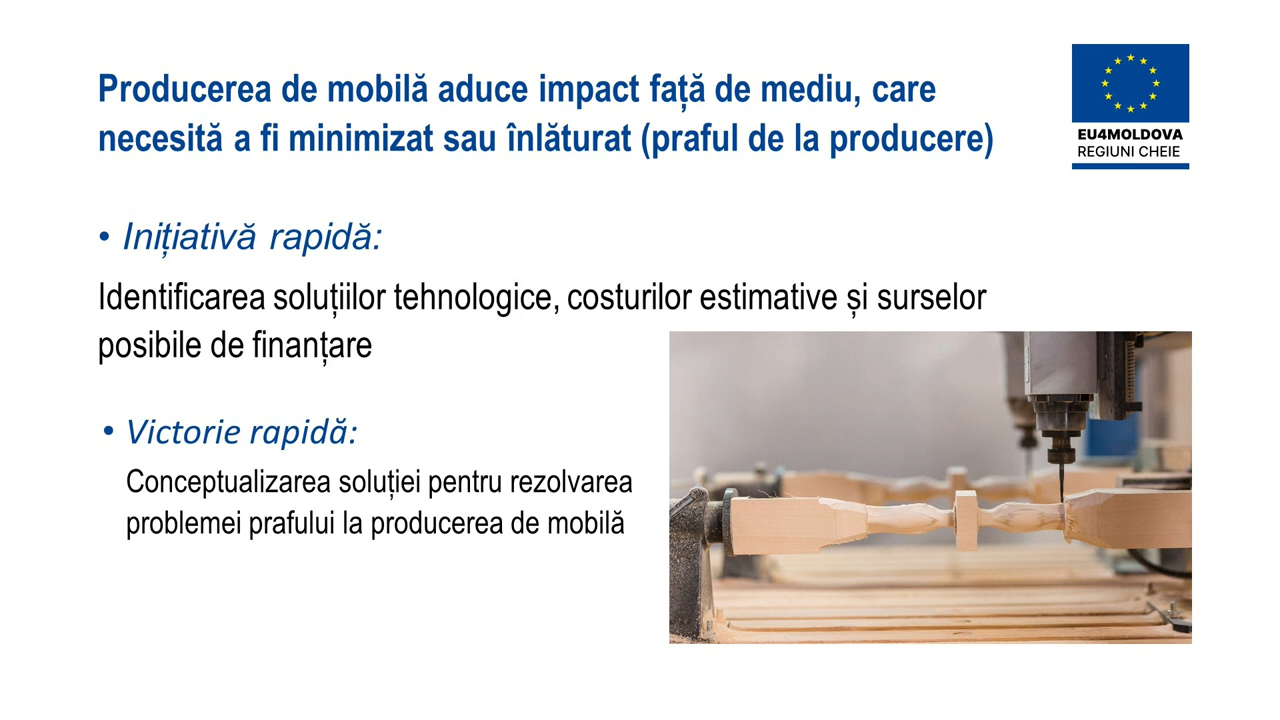 Producerea de mobilă aduce impact față de mediu, care
necesită a fi minimizat sau înlăturat (praful de la producere)
EU4MOLDOVA
REGIUNI CHEIE
• Inițiativă rapidă:
Identificarea soluțiilor tehnologice, costurilor estimative și surselor
posibile de finanțare
• Victorie rapidă:
Conceptualizarea soluției pentru rezolvarea
problemei prafului la producerea de mobilă